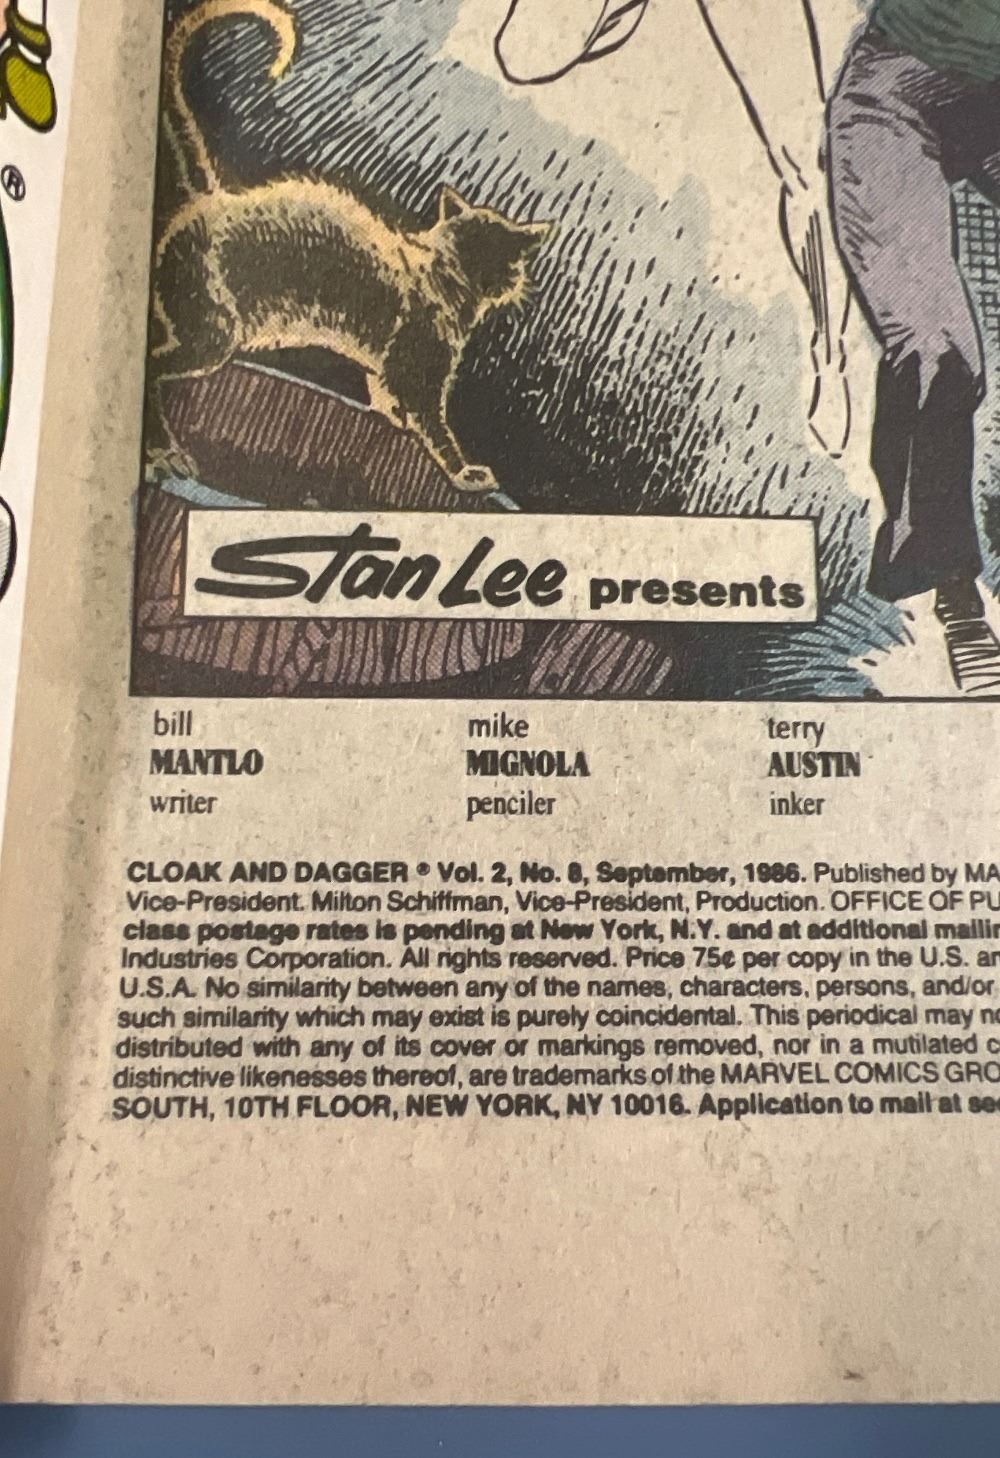 ®
Stan Lee presents
bill
MANTLO
writer
mike
MIGNOLA
penciler
terry
AUSTIN
inker
CLOAK AND DAGGER ® Vol. 2, No. 8, September, 1986. Published by MA
Vice-President. Milton Schiffman, Vice-President, Production. OFFICE OF PU
class postage rates is pending at New York, N.Y. and at additional mailin
Industries Corporation. All rights reserved. Price 75¢ per copy in the U.S. an
U.S.A. No similarity between any of the names, characters, persons, and/or
such similarity which may exist is purely coincidental. This periodical may no
distributed with any of its cover or markings removed, nor in a mutilated c
distinctive likenesses thereof, are trademarks of the MARVEL COMICS GRO
SOUTH, 10TH FLOOR, NEW YORK, NY 10016. Application to mail at sec